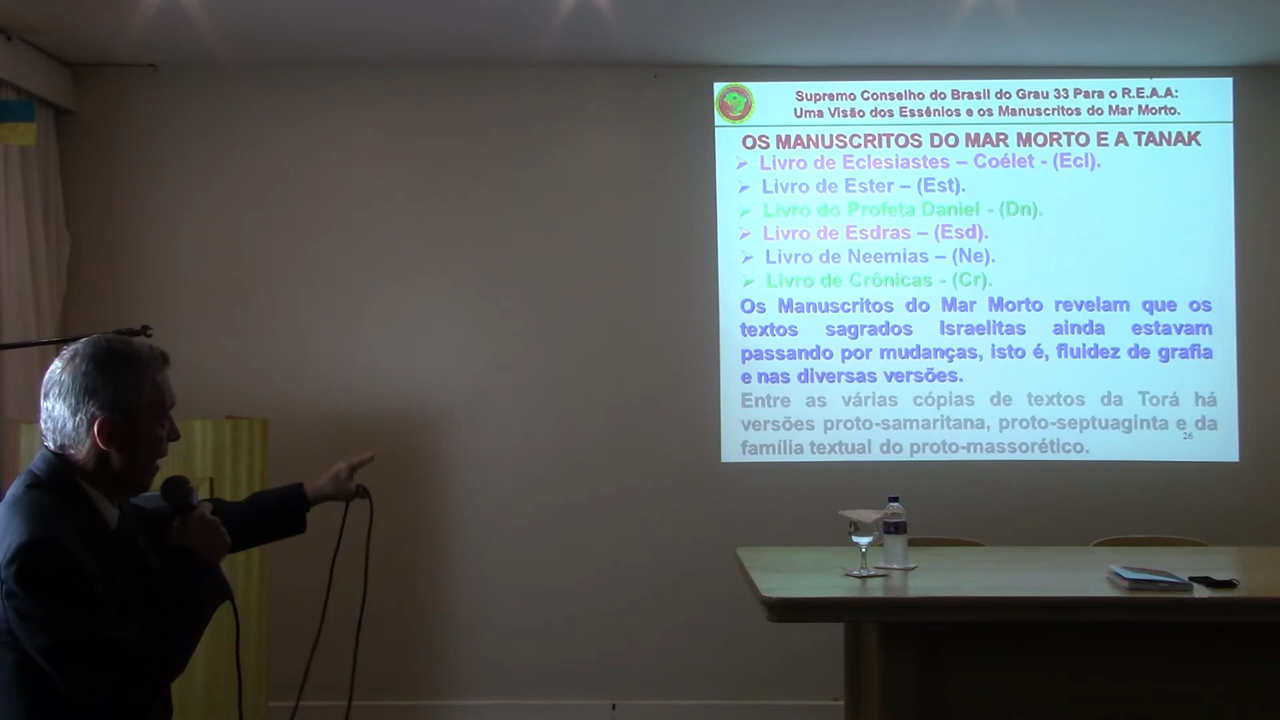 Supremo Conselho do Brasil do Grau 33 Para o R.E.A.A:
Uma Visão dos Essênios e os Manuscritos do Mar Morto.
OS MANUSCRITOS DO MAR MORTO E A TANAK
➢ Livro de Eclesiastes – Coélet - (Ecl).
➢ Livro de Ester – (Est).
➢ Livro do Profeta Daniel - (Dn).
➢ Livro de Esdras – (Esd).
➢ Livro de Neemias – (Ne).
➢ Livro de Crônicas - (Cr).
Os Manuscritos do Mar Morto revelam que os
textos sagrados Israelitas ainda estavam
passando por mudanças, isto é, fluidez de grafia
e nas diversas versões.
Entre as várias cópias de textos da Torá há
versões proto-samaritana, proto-septuaginta e da
família textual do proto-massorético.
26